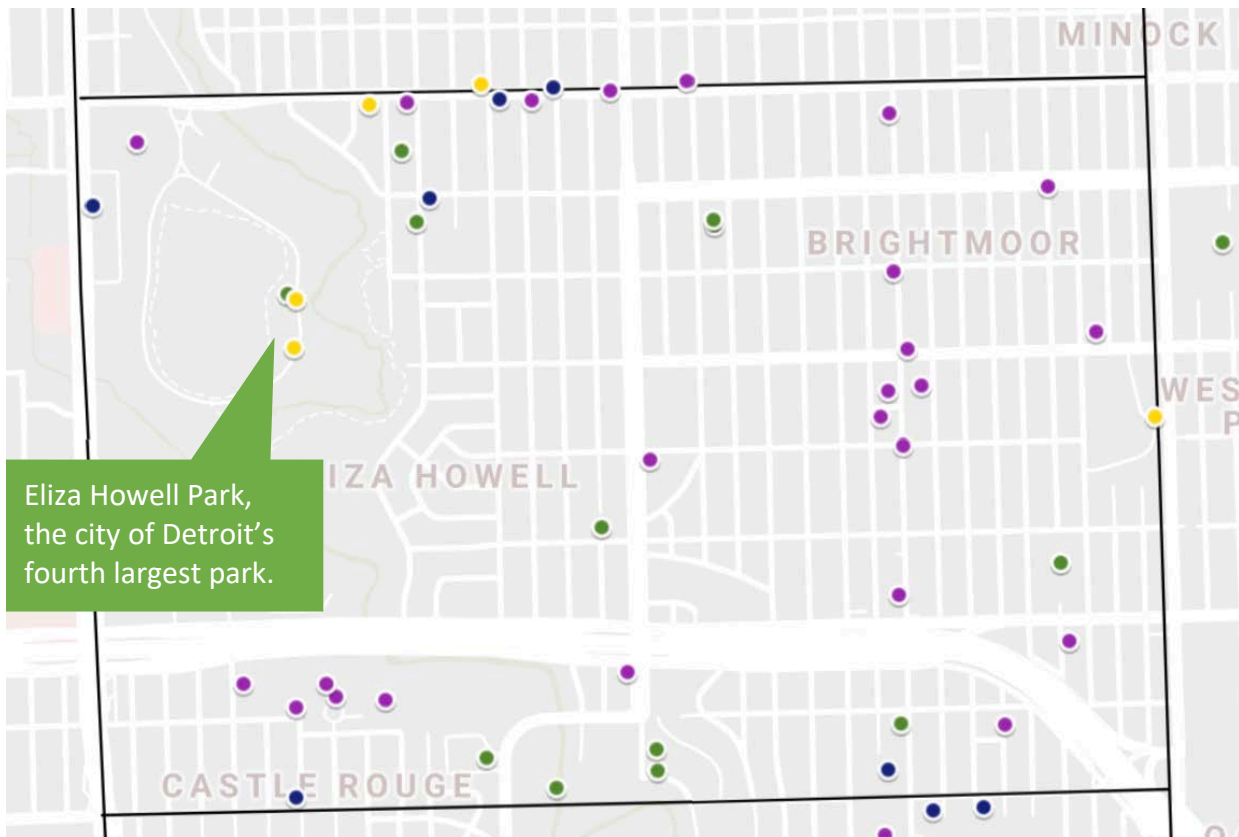 MINOCK
BRIGHTMOOR
WES
P
IZA HOWELL
Eliza Howell Park,
the city of Detroit’s
fourth largest park.
CASTLE ROUGE